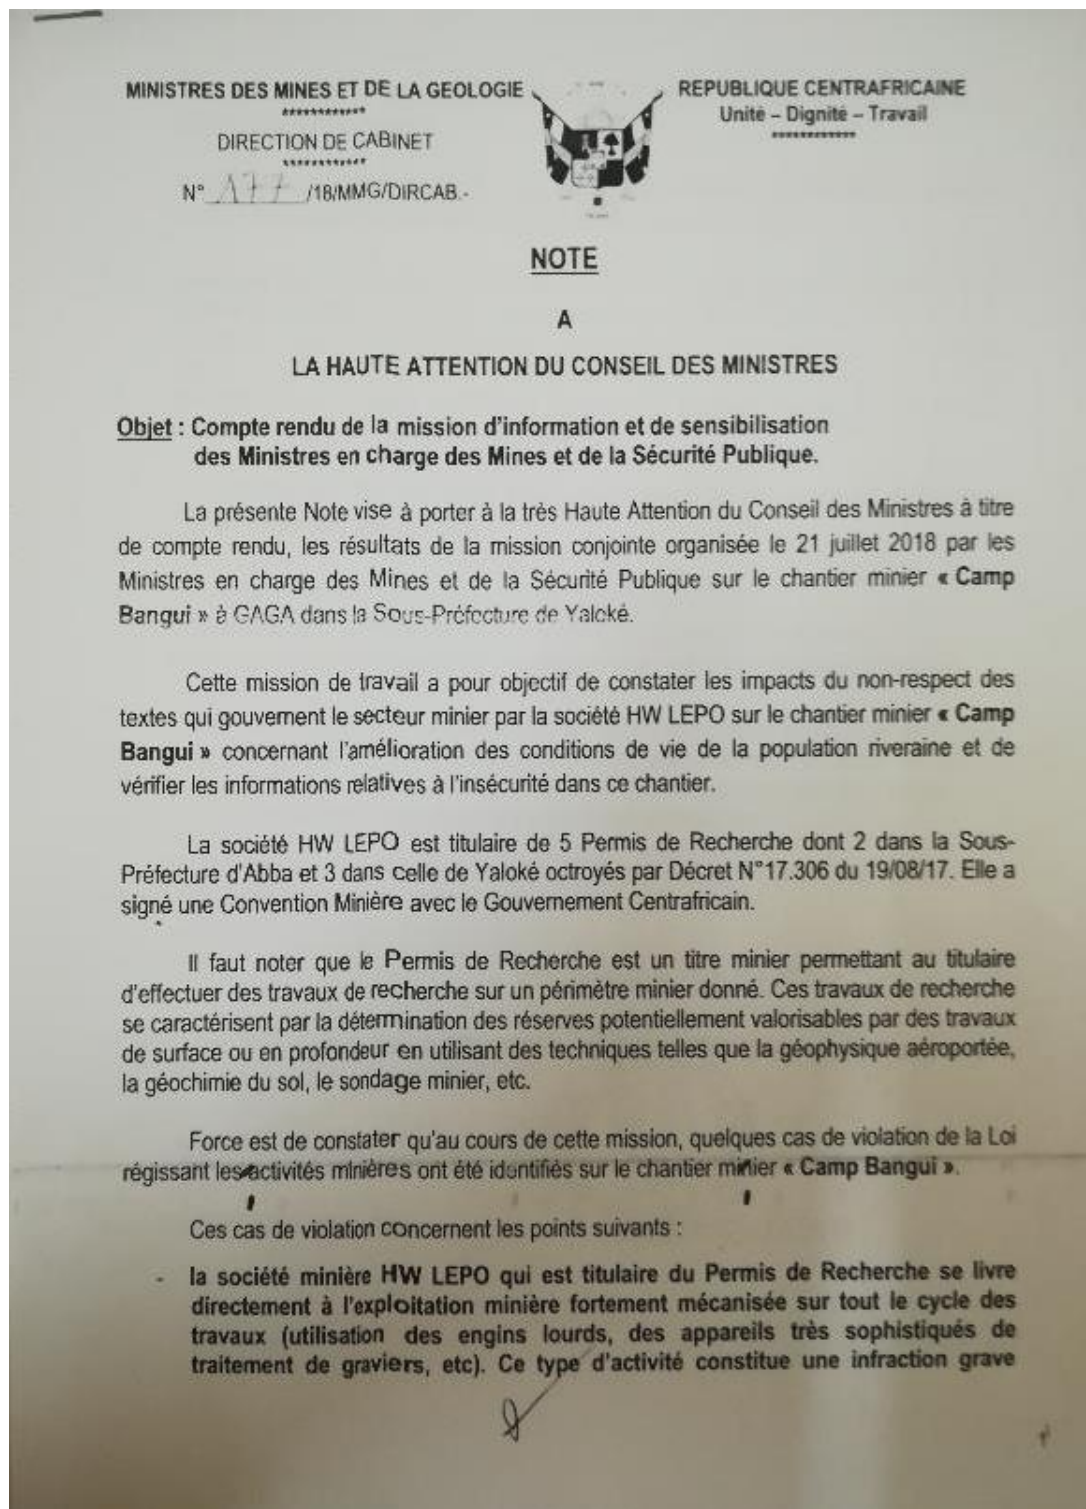 MINISTRES DES MINES ET DE LA GEOLOGIE
************
DIRECTION DE CABINET
************
N° 177 /18/MMG/DIRCAB.-
REPUBLIQUE CENTRAFRICAINE
Unité – Dignité – Travail
************
NOTE
A
LA HAUTE ATTENTION DU CONSEIL DES MINISTRES
Objet : Compte rendu de la mission d'information et de sensibilisation
des Ministres en charge des Mines et de la Sécurité Publique.
La présente Note vise à porter à la très Haute Attention du Conseil des Ministres à titre
de compte rendu, les résultats de la mission conjointe organisée le 21 juillet 2018 par les
Ministres en charge des Mines et de la Sécurité Publique sur le chantier minier « Camp
Bangui » à GAGA dans la Sous-Préfecture de Yaloké.
Cette mission de travail a pour objectif de constater les impacts du non-respect des
textes qui gouvernent le secteur minier par la société HW LEPO sur le chantier minier « Camp
Bangui » concernant l'amélioration des conditions de vie de la population riveraine et de
vérifier les informations relatives à l'insécurité dans ce chantier.
La société HW LEPO est titulaire de 5 Permis de Recherche dont 2 dans la Sous-
Préfecture d'Abba et 3 dans celle de Yaloké octroyés par Décret N°17.306 du 19/08/17. Elle a
signé une Convention Minière avec le Gouvernement Centrafricain.
Il faut noter que le Permis de Recherche est un titre minier permettant au titulaire
d'effectuer des travaux de recherche sur un périmètre minier donné. Ces travaux de recherche
se caractérisent par la détermination des réserves potentiellement valorisables par des travaux
de surface ou en profondeur en utilisant des techniques telles que la géophysique aéroportée,
la géochimie du sol, le sondage minier, etc.
Force est de constater qu'au cours de cette mission, quelques cas de violation de la Loi
régissant les activités minières ont été identifiés sur le chantier minier « Camp Bangui ».
Ces cas de violation concernent les points suivants :
- la société minière HW LEPO qui est titulaire du Permis de Recherche se livre
directement à l'exploitation minière fortement mécanisée sur tout le cycle des
travaux (utilisation des engins lourds, des appareils très sophistiqués de
traitement de graviers, etc). Ce type d'activité constitue une infraction grave